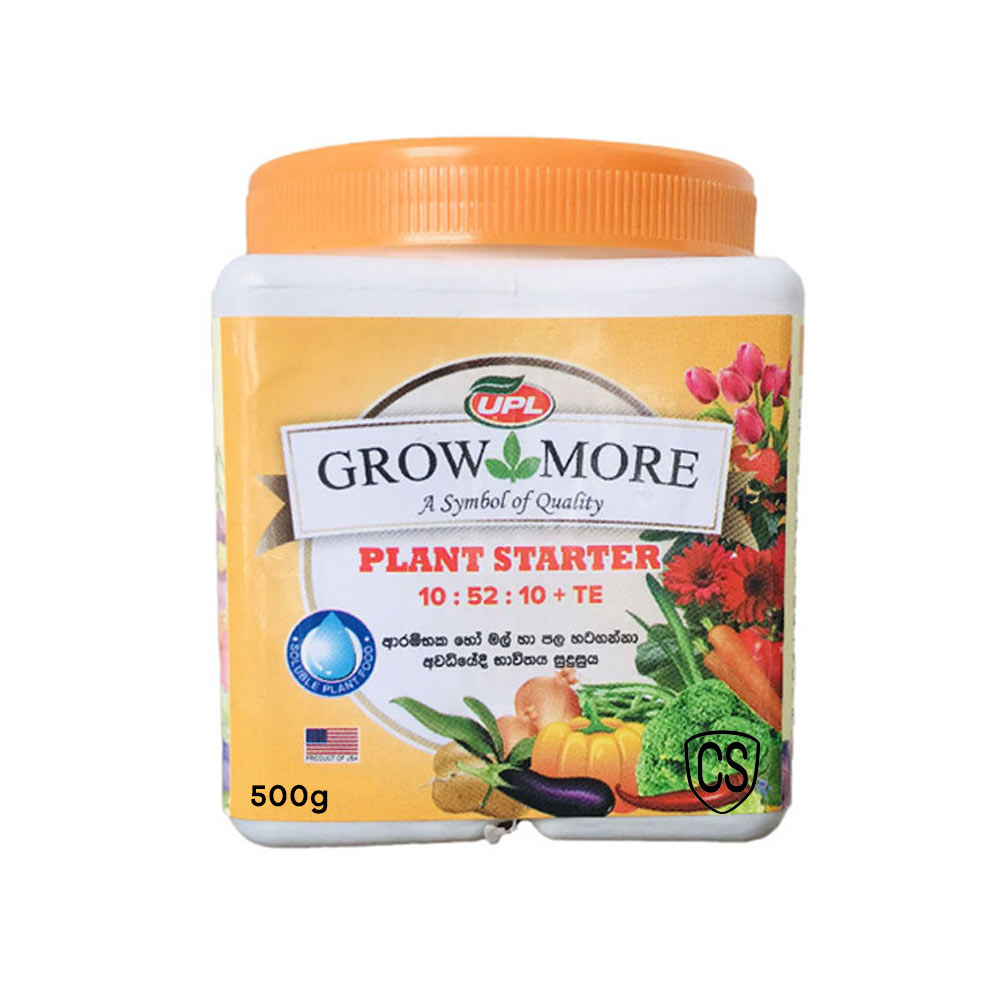 UPL
GROW MORE
A Symbol of Quality
PLANT STARTER
10 : 52 : 10 + TE
ආරම්භක හෝ මල් හා පල හටගන්නා
අවධියේදී භාවිතය සුදුසුය
SOLUBLE PLANT FOOD
PRODUCT OF USA
500g
CS